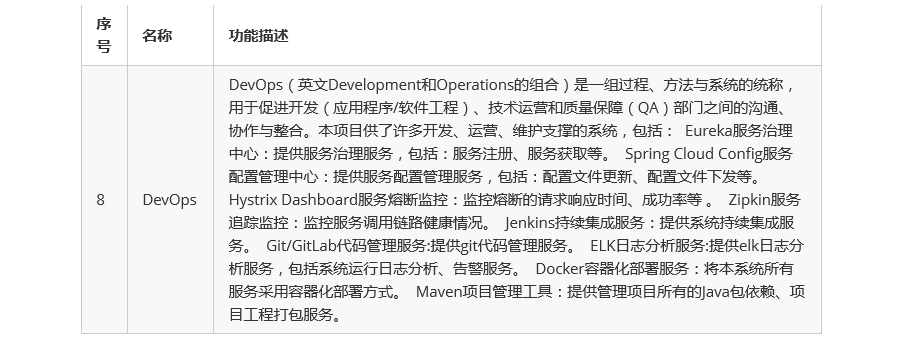 序号
名称
功能描述
8
DevOps
DevOps（英文Development和Operations的组合）是一组过程、方法与系统的统称，
用于促进开发（应用程序/软件工程）、技术运营和质量保障（QA）部门之间的沟通、
协作与整合。本项目供了许多开发、运营、维护支撑的系统，包括： Eureka服务治理
中心：提供服务治理服务，包括：服务注册、服务获取等。 Spring Cloud Config服务
配置管理中心：提供服务配置管理服务，包括：配置文件更新、配置文件下发等。
Hystrix Dashboard服务熔断监控：监控熔断的请求响应时间、成功率等 。 Zipkin服务
追踪监控：监控服务调用链路健康情况。 Jenkins持续集成服务：提供系统持续集成服
务。 Git/GitLab代码管理服务:提供git代码管理服务。 ELK日志分析服务:提供elk日志分
析服务，包括系统运行日志分析、告警服务。 Docker容器化部署服务：将本系统所有
服务采用容器化部署方式。 Maven项目管理工具：提供管理项目所有的Java包依赖、项
目工程打包服务。